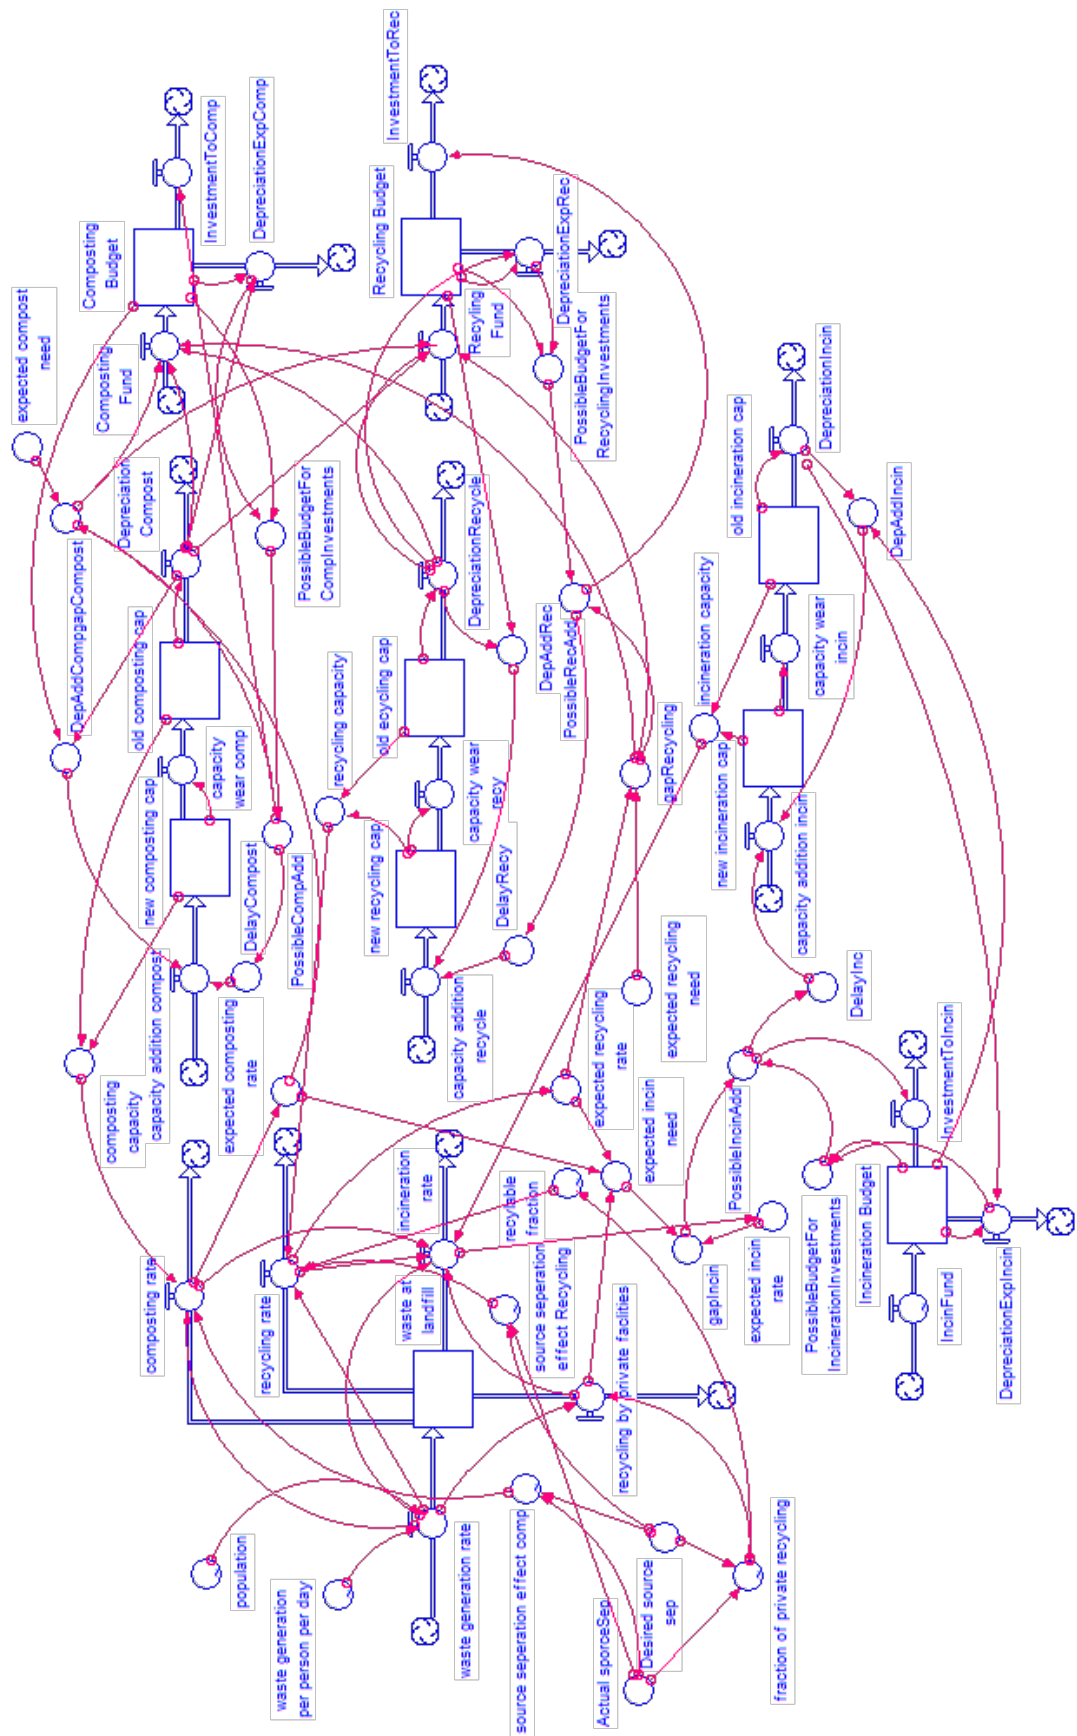 expected compost
need
Composting
Budget
InvestmentToComp
DepreciationExpComp
Composting
Fund
Depreciation
Compost
DepAddCompgapCompost
old composting cap
PossibleBudgetFor
CompInvestments
new composting cap
capacity
wear comp
DelayCompost
PossibleCompAdd
composting
capacity
capacity addition compost
expected composting
rate
InvestmentToRec
Recycling Budget
Recyling
Fund
DepreciationExpRec
PossibleBudgetFor
RecyclingInvestments
DepreciationRecycle
recycling capacity
old ecycling cap
DepAddRec
PossibleRecAdd
new recycling cap
capacity wear
recy
DelayRecy
capacity addition
recycle
gapRecycling
expected recycling
need
expected recycling
rate
expected incin
need
DepreciationIncin
old incineration cap
DepAddIncin
incineration capacity
capacity wear
incin
new incineration cap
capacity addition incin
DelayInc
PossibleIncinAdd
InvestmentToIncin
PossibleBudgetFor
IncinerationInvestments
Incineration Budget
IncinFund
DepreciationExpIncin
gapIncin
expected incin
rate
composting rate
recycling rate
incineration
rate
waste at
landfill
recylable
fraction
source seperation
effect Recycling
recycling by private facilities
population
waste generation
per person per day
waste generation rate
source seperation effect comp
Actual sporceSep
Desired source
sep
fraction of private recycling